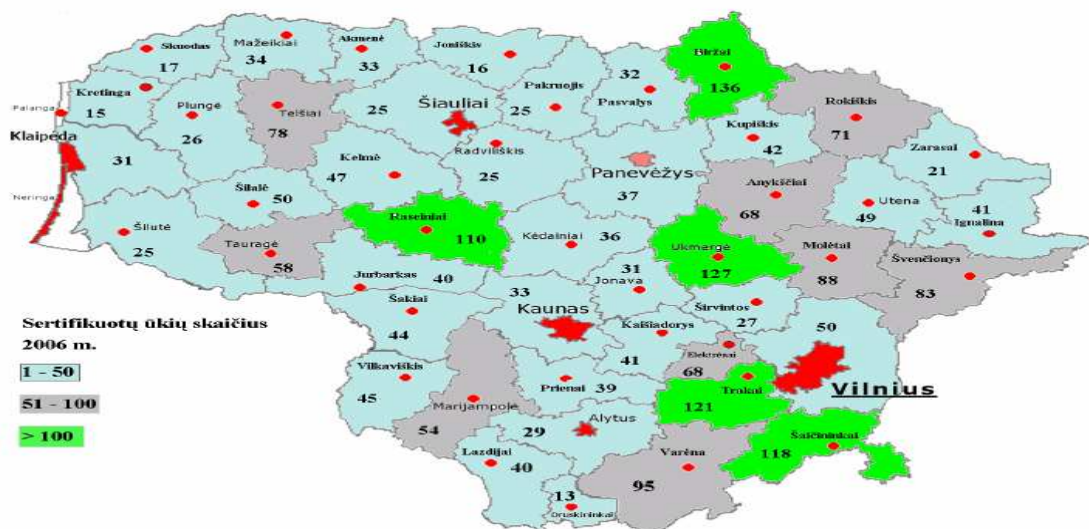 Skuodas
17
Mažeikiai
34
Akmenė
33
Joniškis
16
Pakruojis
25
32
Pasvalys
Biržai
136
Rokiškis
71
Palanga
Kretinga
15
Plungė
26
Telšiai
78
25
Šiauliai
Kupiškis
42
Zarasai
21
Klaipėda
31
Kelmė
47
Radviliškis
25
Panevėžys
37
Anykščiai
68
Utena
49
41
Ignalina
Neringa
Šilalė
50
Šilutė
25
Tauragė
58
Raseiniai
110
Kėdainiai
36
Ukmergė
127
Molėtai
88
Švenčionys
83
Jurbarkas
40
33
Kaunas
31
Jonava
Širvintos
27
Šakiai
44
Kaišiadorys
41
Elektrėnai
68
50
Vilnius
Sertifikuotų ūkių skaičius
2006 m.
1 - 50
51 - 100
> 100
Vilkaviškis
45
Marijampolė
54
Prienai
39
Trakai
121
29
Alytus
Šalčininkai
118
Lazdijai
40
Varėna
95
13
Druskininkai